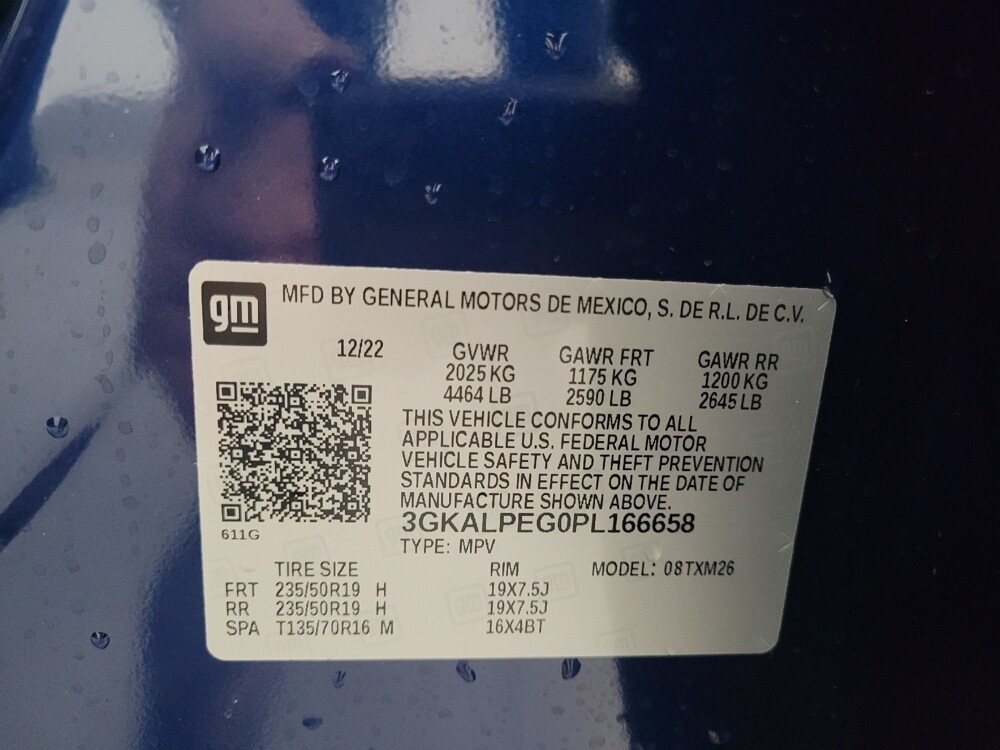 gm MFD BY GENERAL MOTORS DE MEXICO, S. DE R.L. DE C.V.
12/22 GVWR GAWR FRT GAWR RR
2025 KG 1175 KG 1200 KG
4464 LB 2590 LB 2645 LB
THIS VEHICLE CONFORMS TO ALL
APPLICABLE U.S. FEDERAL MOTOR
VEHICLE SAFETY AND THEFT PREVENTION
STANDARDS IN EFFECT ON THE DATE OF
MANUFACTURE SHOWN ABOVE.
3GKALPEG0PL166658
611G
TYPE: MPV
TIRE SIZE RIM MODEL: 08TXM26
FRT 235/50R19 H 19X7.5J
RR 235/50R19 H 19X7.5J
SPA T135/70R16 M 16X4BT